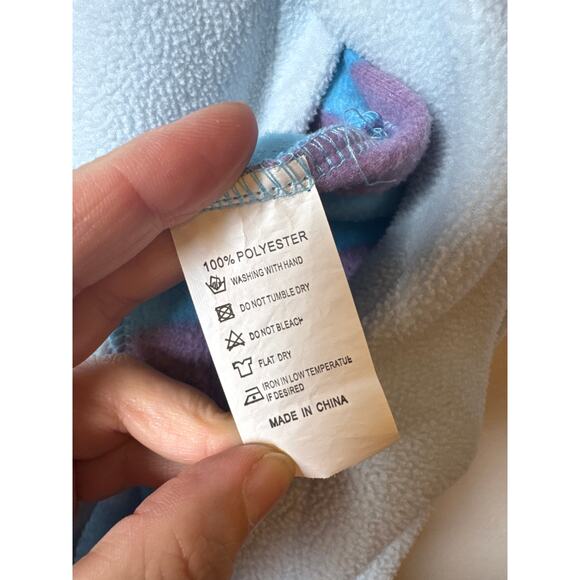 100% POLYESTER
WASHING WITH HAND
DO NOT TUMBLE DRY
DO NOT BLEACH
FLAT DRY
IRON IN LOW TEMPERATUE
IF DESIRED
MADE IN CHINA